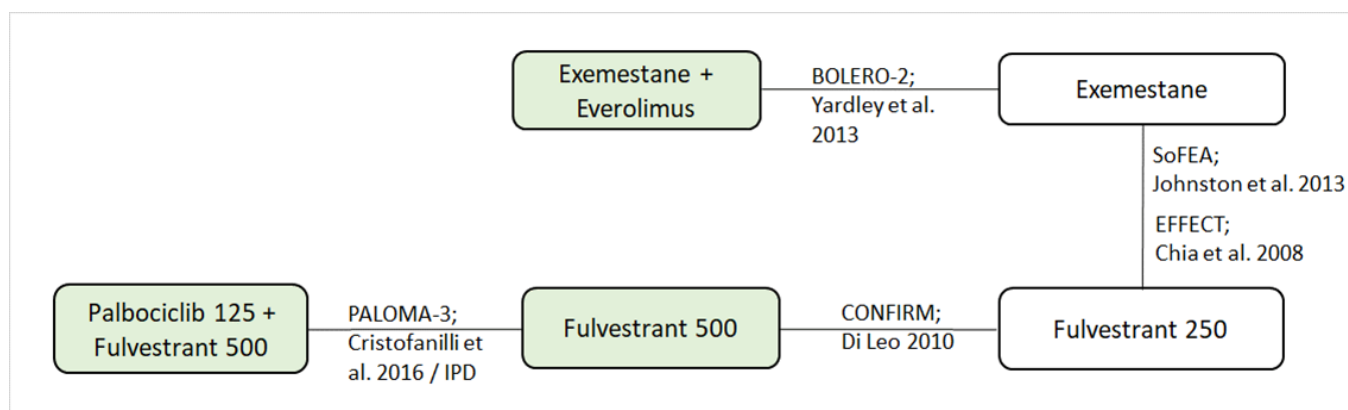 Exemestane +
Everolimus
BOLERO-2;
Yardley et al.
2013
Exemestane
SoFEA;
Johnston et al. 2013
EFFECT;
Chia et al. 2008
Palbociclib 125 +
Fulvestrant 500
PALOMA-3;
Cristofanilli et
al. 2016 / IPD
Fulvestrant 500
CONFIRM;
Di Leo 2010
Fulvestrant 250